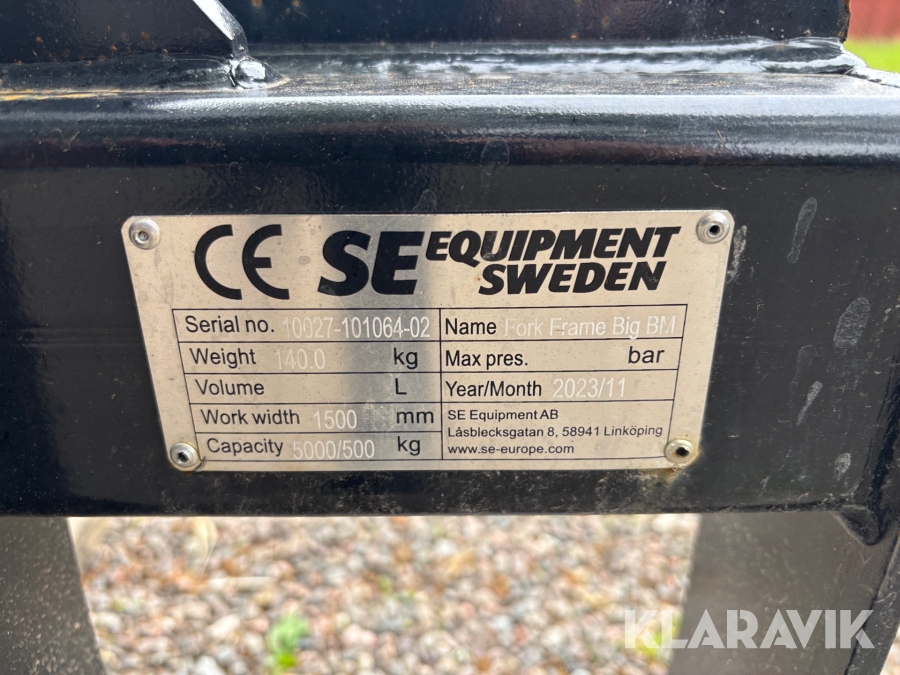 CE SE EQUIPMENT SWEDEN
Serial no. 10027-101064-02 Name Fork Frame Big BM
Weight 140.0 kg Max pres. bar
Volume L Year/Month 2023/11
Work width 1500 mm SE Equipment AB
Låsblecksgatan 8, 58941 Linköping
Capacity 5000/500 kg www.se-europe.com
KLARAVIK